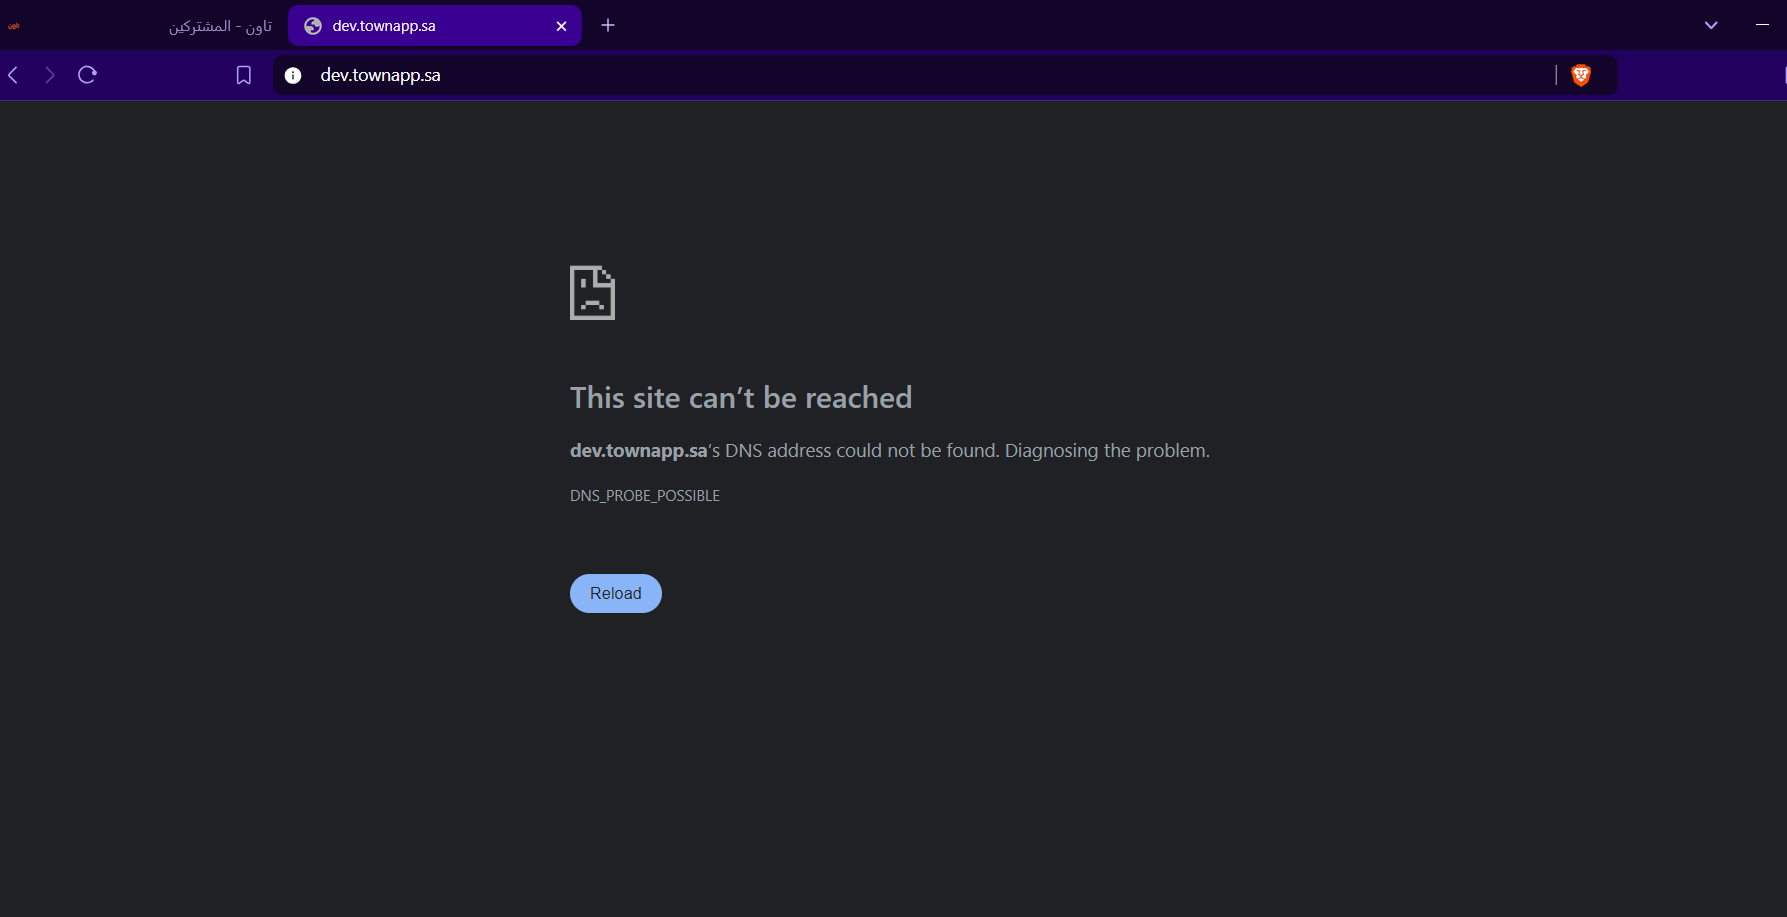 تاون - المشتركين
dev.townapp.sa
dev.townapp.sa
This site can’t be reached
dev.townapp.sa’s DNS address could not be found. Diagnosing the problem.
DNS_PROBE_POSSIBLE
Reload